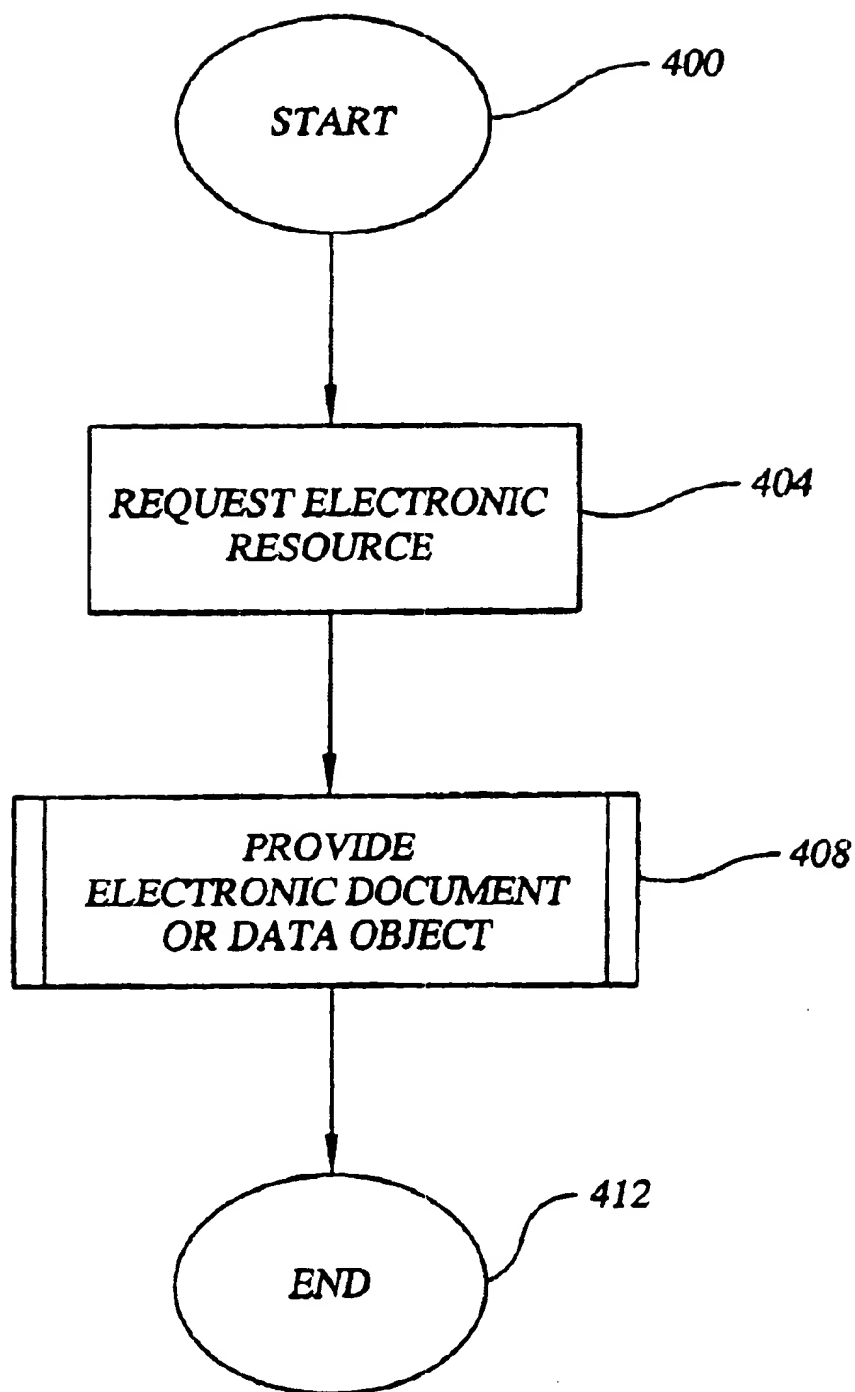 START
400
REQUEST ELECTRONIC
RESOURCE
404
PROVIDE
ELECTRONIC DOCUMENT
OR DATA OBJECT
408
END
412